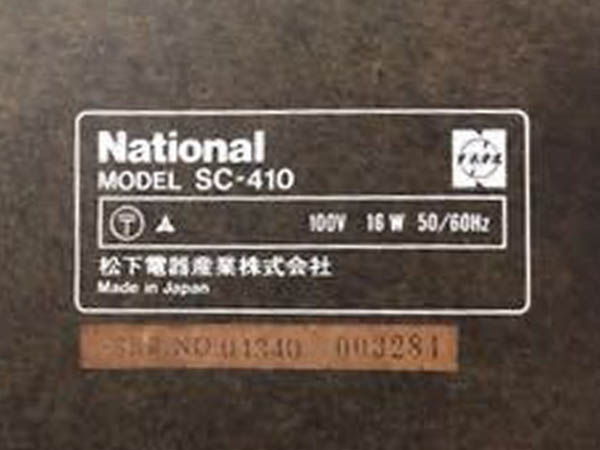 National
MODEL SC-410
〒 ▲ 100V 16W 50/60Hz
松下電器産業株式会社
Made in Japan
NO 01340 003281